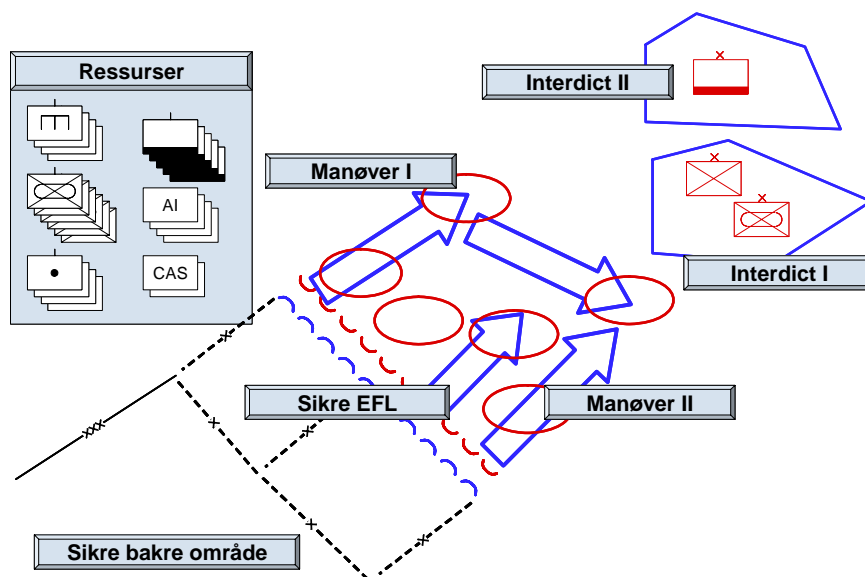 Ressurser
AI
CAS
Interdict II
Manøver I
Interdict I
Sikre EFL
Manøver II
Sikre bakre område